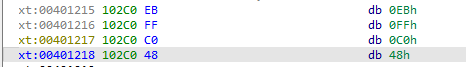 xt:00401215 102C0 EB db 0EBh
xt:00401216 102C0 FF db 0FFh
xt:00401217 102C0 C0 db 0C0h
xt:00401218 102C0 48 db 48h